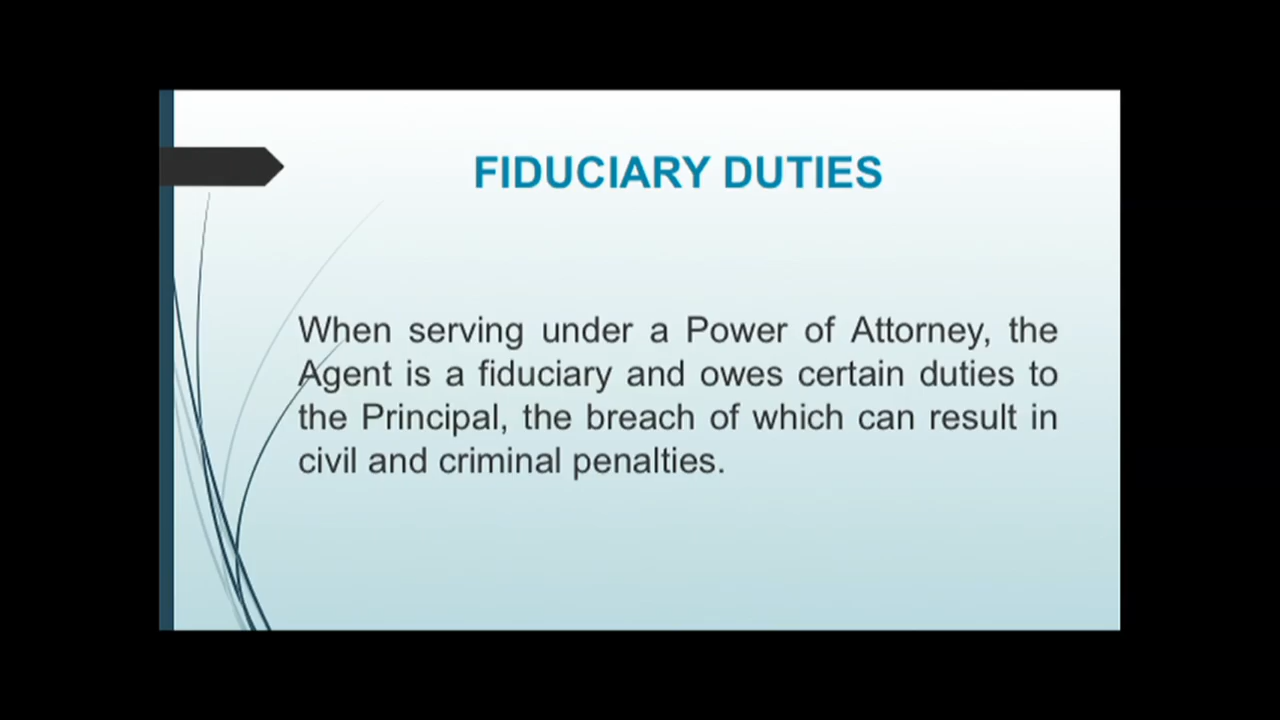 FIDUCIARY DUTIES
When serving under a Power of Attorney, the
Agent is a fiduciary and owes certain duties to
the Principal, the breach of which can result in
civil and criminal penalties.